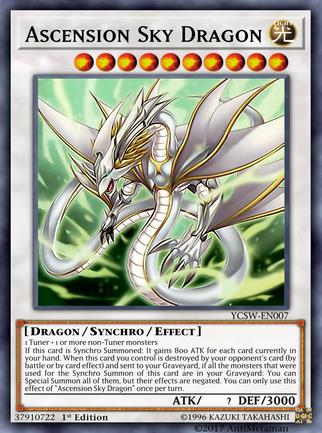 ASCENSION SKY DRAGON
LIGHT
光
YCSW-EN007
[DRAGON / SYNCHRO / EFFECT]
1 Tuner + 1 or more non-Tuner monsters
If this card is Synchro Summoned: It gains 800 ATK for each card currently
in your hand. When this card you control is destroyed by your opponent's card (by
battle or by card effect) and sent to your Graveyard, if all the monsters that were
used for the Synchro Summon of this card are in your Graveyard: You can
Special Summon all of them, but their effects are negated. You can only use this
effect of "Ascension Sky Dragon" once per turn.
ATK/ ? DEF/3000
37910722 1st Edition ©1996 KAZUKI TAKAHASHI
©2017 AntiMetaman